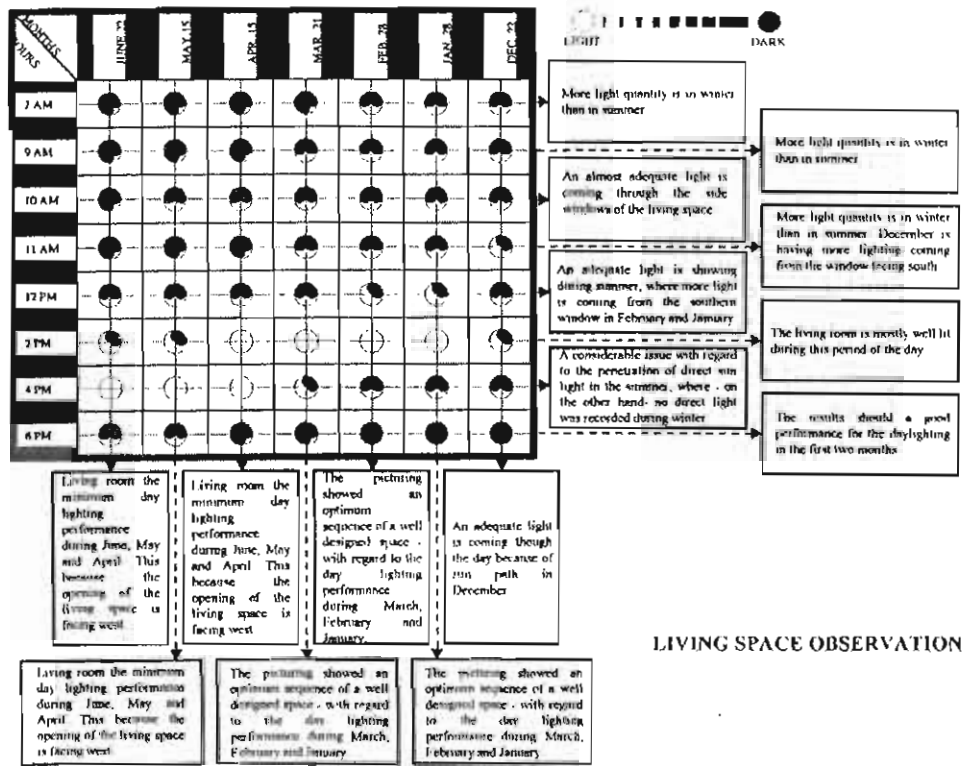 MONTHS
HOURS
JUNE. 22
MAY. 15
APR. 15
MAR. 21
FEB. 28
JAN. 28
DEC. 22
LIGHT
DARK
7 AM
9 AM
10 AM
11 AM
12 PM
2 PM
4 PM
6 PM
More light quantity is in winter
than in summer
More light quantity is in winter
than in summer
An almost adequate light is
coming through the side
windows of the living space
More light quantity is in winter
than in summer December is
having more lighting coming
from the window facing south
An adequate light is showing
during summer, where more light
is coming from the southern
window in February and January
The living room is mostly well lit
during this period of the day
A considerable issue with regard
to the penetration of direct sun
light in the summer, where - on
the other hand- no direct light
was recorded during winter
The results should a good
performance for the daylighting
in the first two months
Living room the
minimum day
lighting
performance
during June, May
and April This
because the
opening of the
living space is
facing west
Living room the
minimum day
lighting
performance
during June, May
and April This
because the
opening of the
living space is
facing west
The picturing
showed an
optimum
sequence of a well
designed space -
with regard to the
day lighting
performance
during March,
February and
January.
An adequate light
is coming though
the day because of
sun path in
December
LIVING SPACE OBSERVATION
Living room the minimum
day lighting performance
during June, May and
April This because the
opening of the living space
is facing west
The picturing showed an
optimum sequence of a well
designed space - with regard
to the day lighting
performance during March,
February and January
The picturing showed an
optimum sequence of a well
designed space - with regard
to the day lighting
performance during March,
February and January